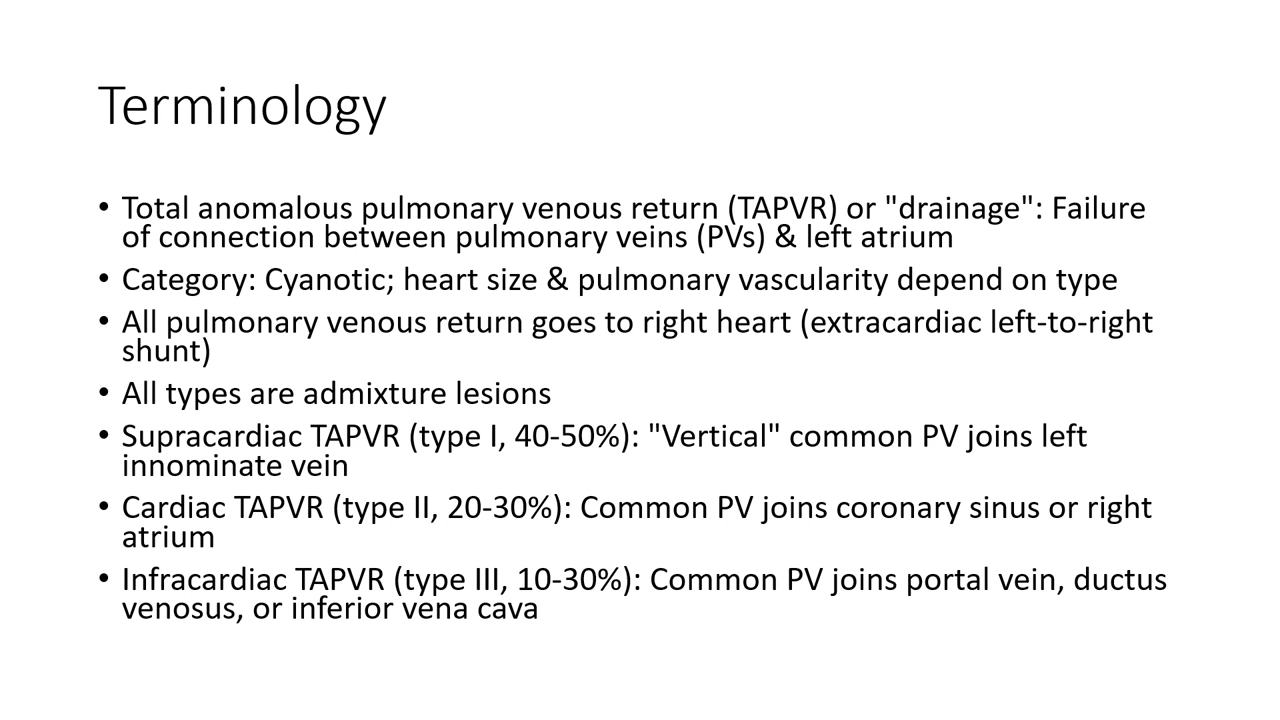 Terminology
• Total anomalous pulmonary venous return (TAPVR) or "drainage": Failure
of connection between pulmonary veins (PVs) & left atrium
• Category: Cyanotic; heart size & pulmonary vascularity depend on type
• All pulmonary venous return goes to right heart (extracardiac left-to-right
shunt)
• All types are admixture lesions
• Supracardiac TAPVR (type I, 40-50%): "Vertical" common PV joins left
innominate vein
• Cardiac TAPVR (type II, 20-30%): Common PV joins coronary sinus or right
atrium
• Infracardiac TAPVR (type III, 10-30%): Common PV joins portal vein, ductus
venosus, or inferior vena cava